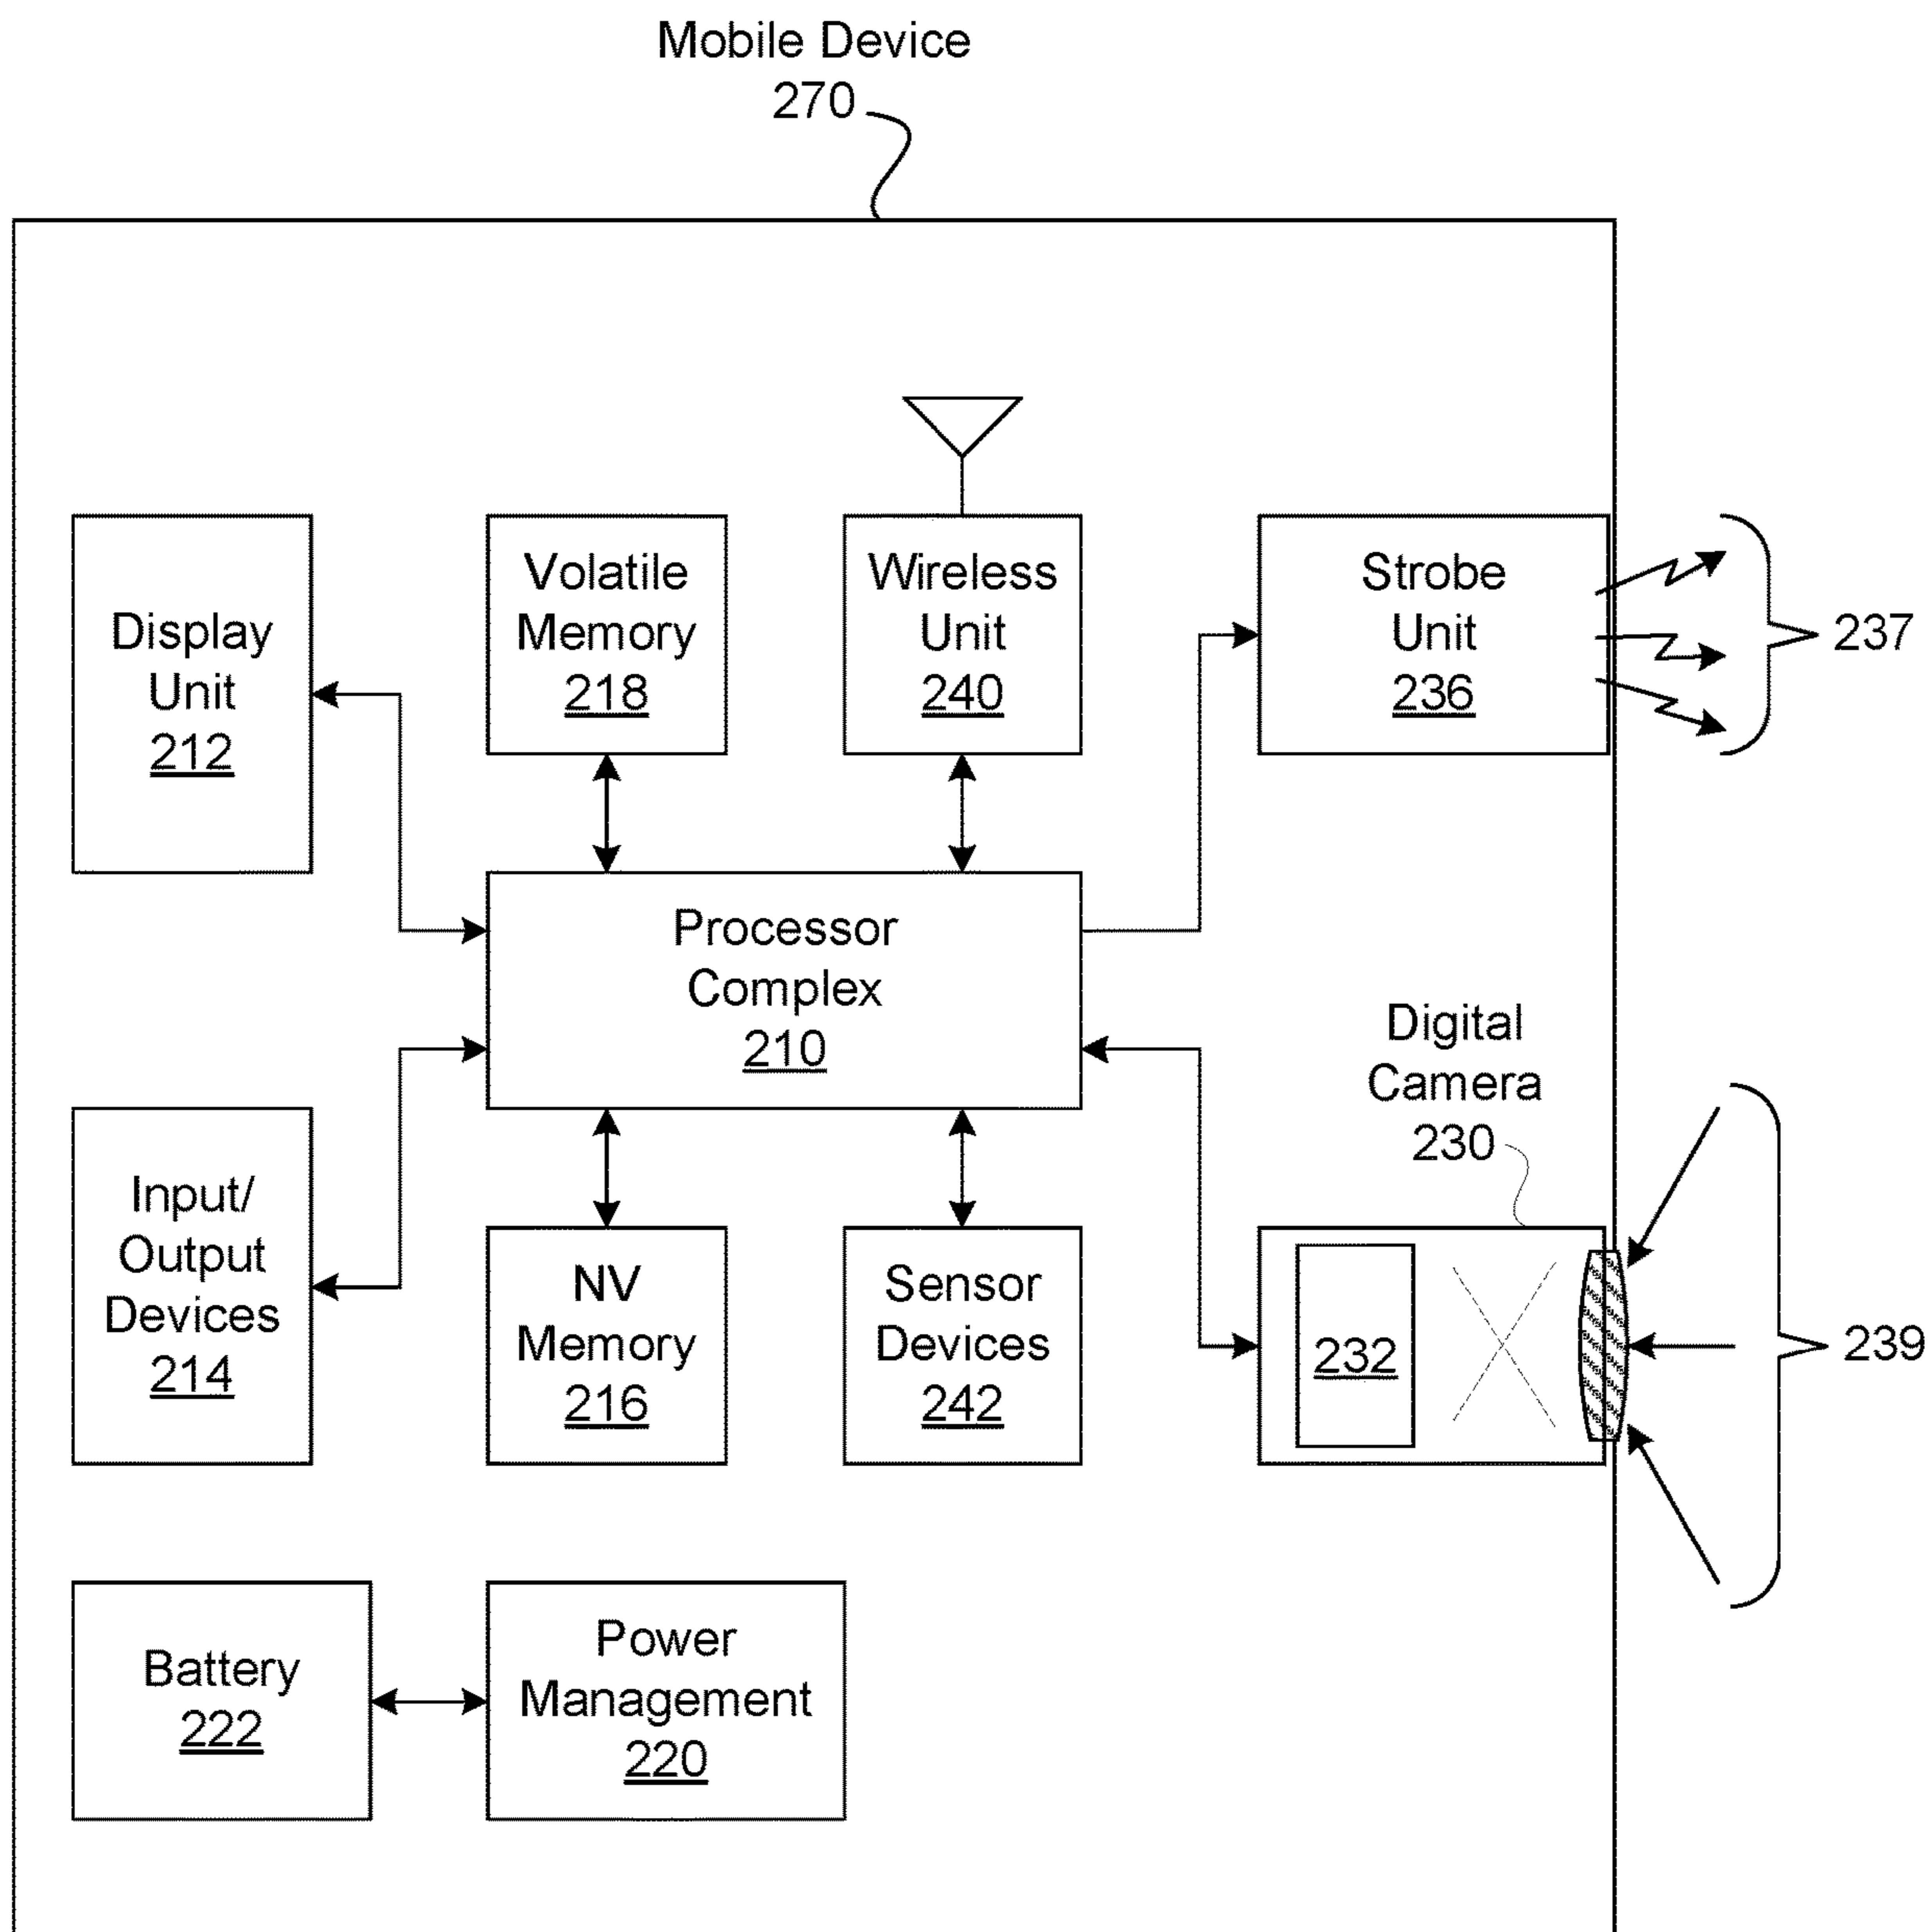 Mobile Device
270
Display
Unit
212
Volatile
Memory
218
Wireless
Unit
240
Strobe
Unit
236
237
Processor
Complex
210
Digital
Camera
230
Input/
Output
Devices
214
NV
Memory
216
Sensor
Devices
242
232
239
Battery
222
Power
Management
220